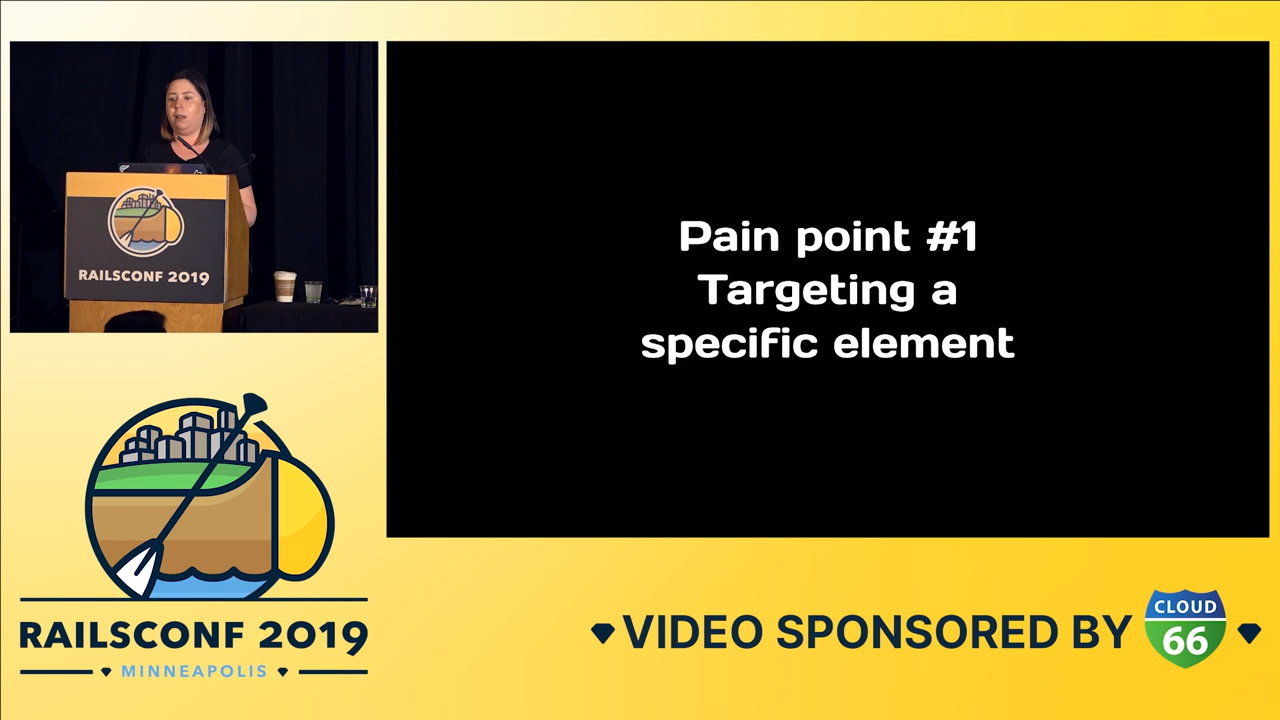 RAILSCONF 2019
Pain point #1
Targeting a
specific element
RAILSCONF 2019
MINNEAPOLIS
VIDEO SPONSORED BY
CLOUD
66